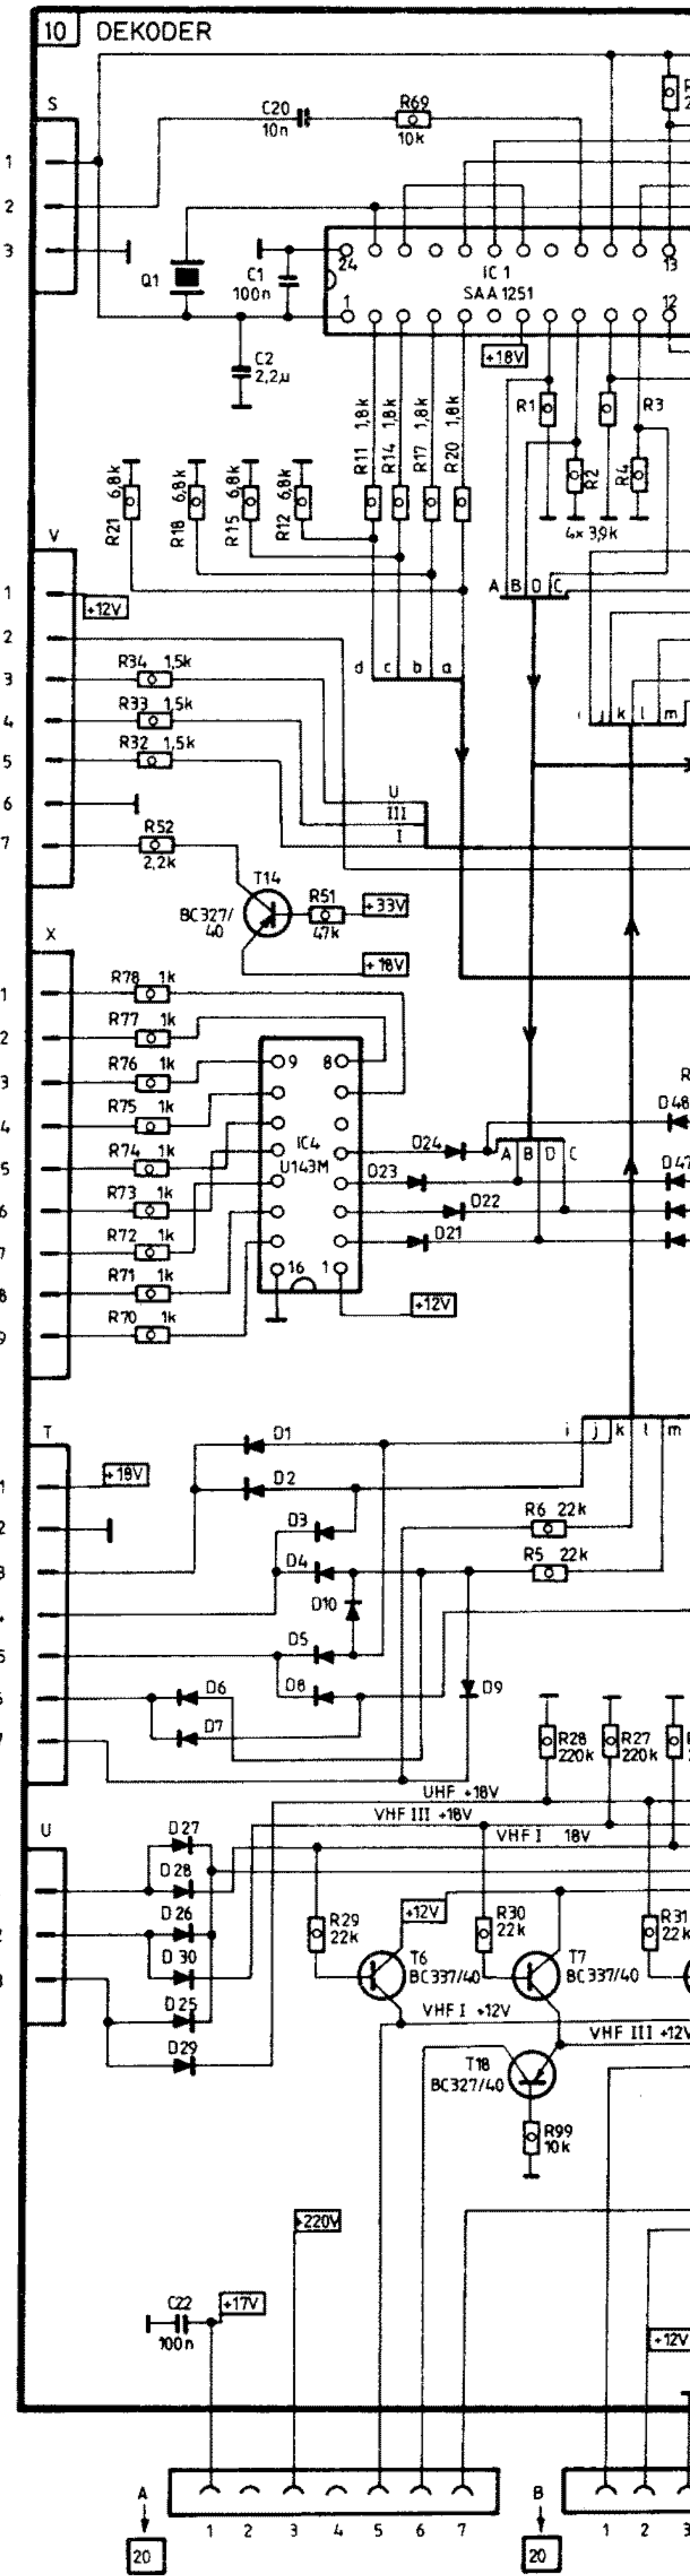 10 DEKODER
S
C20
10n
R69
10k
1
2
3
Q1
C1
100n
24
13
IC 1
SAA 1251
1
12
C2
2,2µ
+18V
R11 1,8k
R14 1,8k
R17 1,8k
R20 1,8k
R1
R3
R2
R4
4x 3,9k
R21 6,8k
R18 6,8k
R15 6,8k
R12 6,8k
V
1
+12V
A B D C
2
3
R34 1,5k
d c b a
4
R33 1,5k
j k l m
5
R32 1,5k
6
U
III
I
7
R52
2,2k
T14
BC327/
40
R51
47k
+33V
+18V
X
1
R78 1k
2
R77 1k
3
R76 1k
9 8
4
R75 1k
D48
5
R74 1k
IC4
U143M
D24
A B D C
D47
D23
6
R73 1k
D22
7
R72 1k
D21
8
R71 1k
16 1
+12V
9
R70 1k
T
D1
i j k l m
1
+18V
D2
2
D3
R6 22k
3
D4
R5 22k
4
D10
5
D5
6
D6
D8
D9
7
D7
R28
220k
R27
220k
UHF +18V
VHF III +18V
VHF I 18V
U
D27
D28
D26
2
D30
D25
D29
R29
22k
+12V
T6
BC337/40
R30
22k
T7
BC337/40
R31
22k
VHF I +12V
VHF III +12V
T18
BC327/40
R99
10k
220V
C22
100n
+17V
+12V
A
1 2 3 4 5 6 7
20
B
1 2 3
20